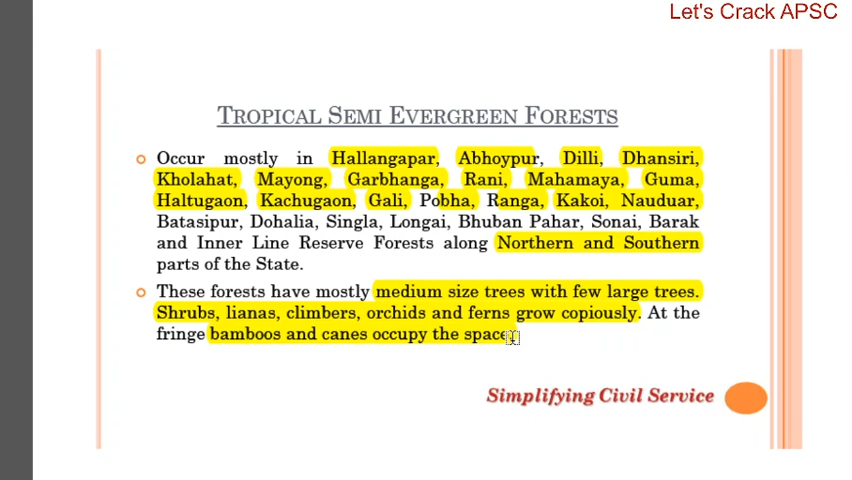 Let's Crack APSC
TROPICAL SEMI EVERGREEN FORESTS
Occur mostly in Hallangapar, Abhoypur, Dilli, Dhansiri,
Kholahat, Mayong, Garbhanga, Rani, Mahamaya, Guma,
Haltugaon, Kachugaon, Gali, Pobha, Ranga, Kakoi, Nauduar,
Batasipur, Dohalia, Singla, Longai, Bhuban Pahar, Sonai, Barak
and Inner Line Reserve Forests along Northern and Southern
parts of the State.
These forests have mostly medium size trees with few large trees.
Shrubs, lianas, climbers, orchids and ferns grow copiously. At the
fringe bamboos and canes occupy the space.
Simplifying Civil Service